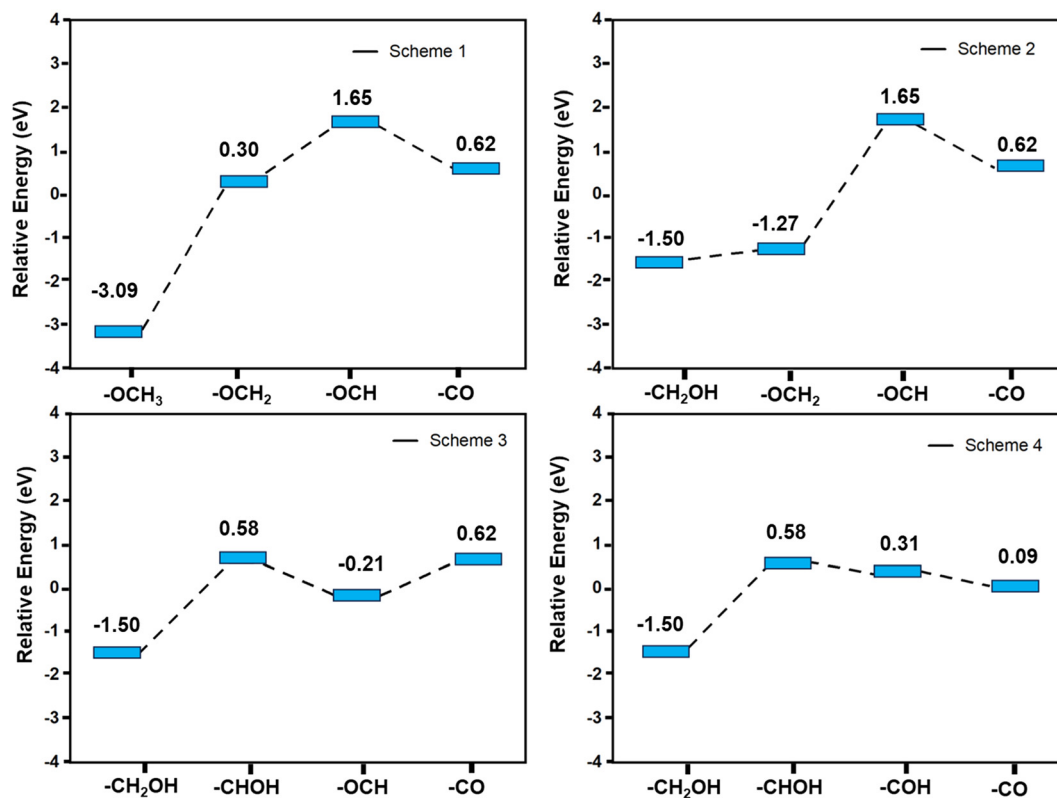 Relative Energy (eV)
4
3
2
1
0
-1
-2
-3
-4
Scheme 1
-3.09
0.30
1.65
0.62
-OCH₃
-OCH₂
-OCH
-CO
Relative Energy (eV)
4
3
2
1
0
-1
-2
-3
-4
Scheme 2
-1.50
-1.27
1.65
0.62
-CH₂OH
-OCH₂
-OCH
-CO
Relative Energy (eV)
4
3
2
1
0
-1
-2
-3
-4
Scheme 3
-1.50
0.58
-0.21
0.62
-CH₂OH
-CHOH
-OCH
-CO
Relative Energy (eV)
4
3
2
1
0
-1
-2
-3
-4
Scheme 4
-1.50
0.58
0.31
0.09
-CH₂OH
-CHOH
-COH
-CO